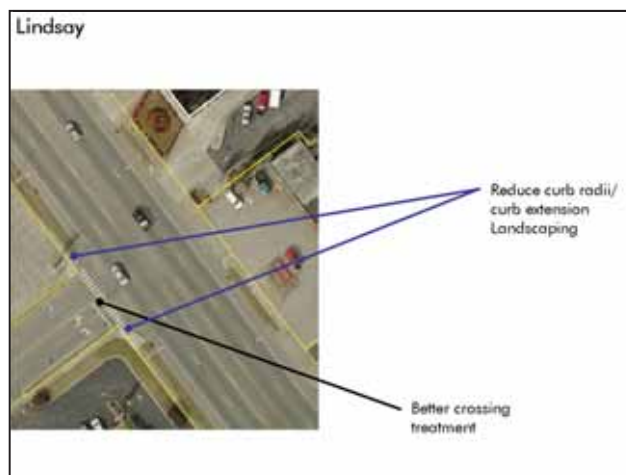 Lindsay
Reduce curb radii/
curb extension
Landscaping
Better crossing
treatment